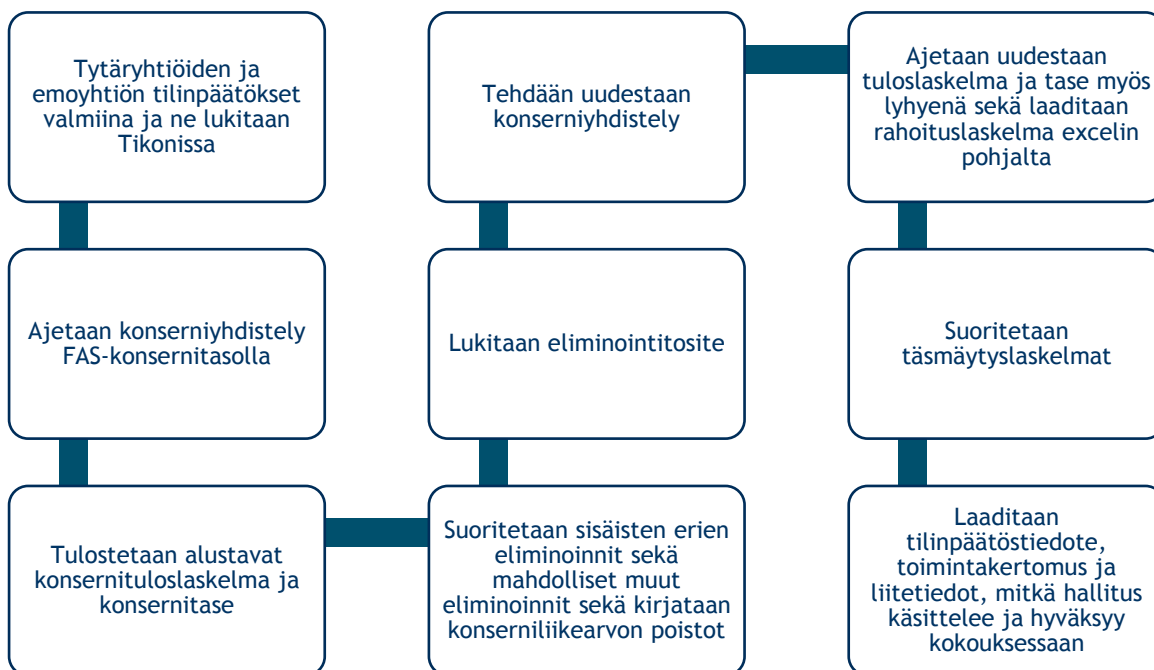 Tytäryhtiöiden ja
emoyhtiön tilinpäätökset
valmiina ja ne lukitaan
Tikonissa
Ajetaan konserniyhdistely
FAS-konsernitasolla
Tulostetaan alustavat
konsernituloslaskelma ja
konsernitase
Suoritetaan sisäisten erien
eliminoinnit sekä
mahdolliset muut
eliminoinnit sekä kirjataan
konserniliikearvon poistot
Lukitaan eliminointitosite
Tehdään uudestaan
konserniyhdistely
Ajetaan uudestaan
tuloslaskelma ja tase myös
lyhyenä sekä laaditaan
rahoituslaskelma excelin
pohjalta
Suoritetaan
täsmäytyslaskelmat
Laaditaan
tilinpäätöstiedote,
toimintakertomus ja
liitetiedot, mitkä hallitus
käsittelee ja hyväksyy
kokouksessaan